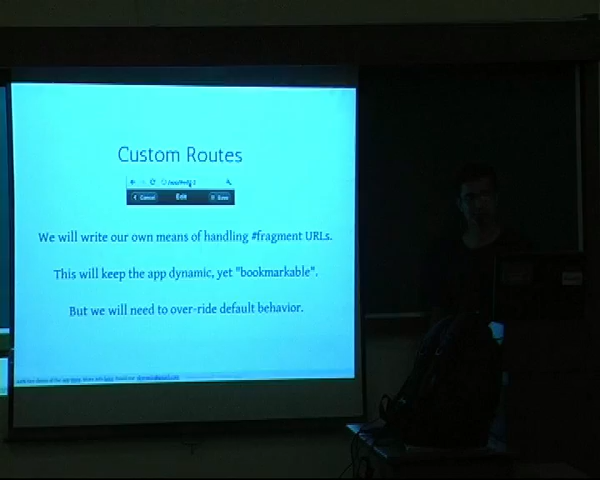 Custom Routes
Cancel Edit Save
We will write our own means of handling #fragment URLs.
This will keep the app dynamic, yet "bookmarkable".
But we will need to over-ride default behavior.